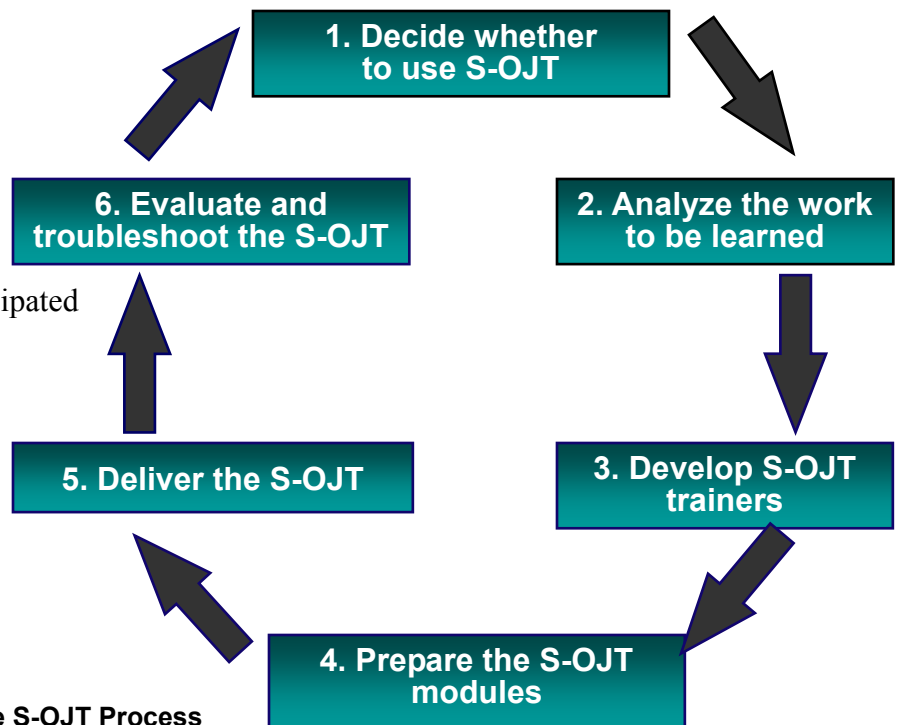 1. Decide whether
to use S-OJT
2. Analyze the work
to be learned
3. Develop S-OJT
trainers
4. Prepare the S-OJT
modules
5. Deliver the S-OJT
6. Evaluate and
troubleshoot the S-OJT
ipated
S-OJT Process